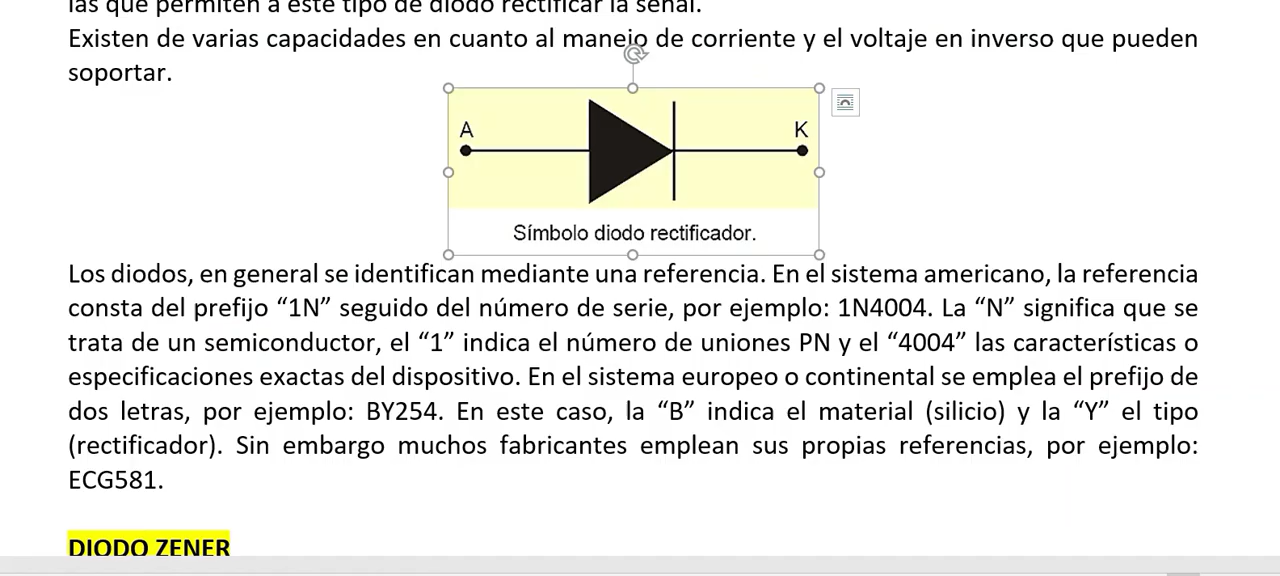 las que permiten a este tipo de diodo rectificar la señal.
Existen de varias capacidades en cuanto al manejo de corriente y el voltaje en inverso que pueden
soportar.
A K
Símbolo diodo rectificador.
Los diodos, en general se identifican mediante una referencia. En el sistema americano, la referencia
consta del prefijo “1N” seguido del número de serie, por ejemplo: 1N4004. La “N” significa que se
trata de un semiconductor, el “1” indica el número de uniones PN y el “4004” las características o
especificaciones exactas del dispositivo. En el sistema europeo o continental se emplea el prefijo de
dos letras, por ejemplo: BY254. En este caso, la “B” indica el material (silicio) y la “Y” el tipo
(rectificador). Sin embargo muchos fabricantes emplean sus propias referencias, por ejemplo:
ECG581.
DIODO ZENER